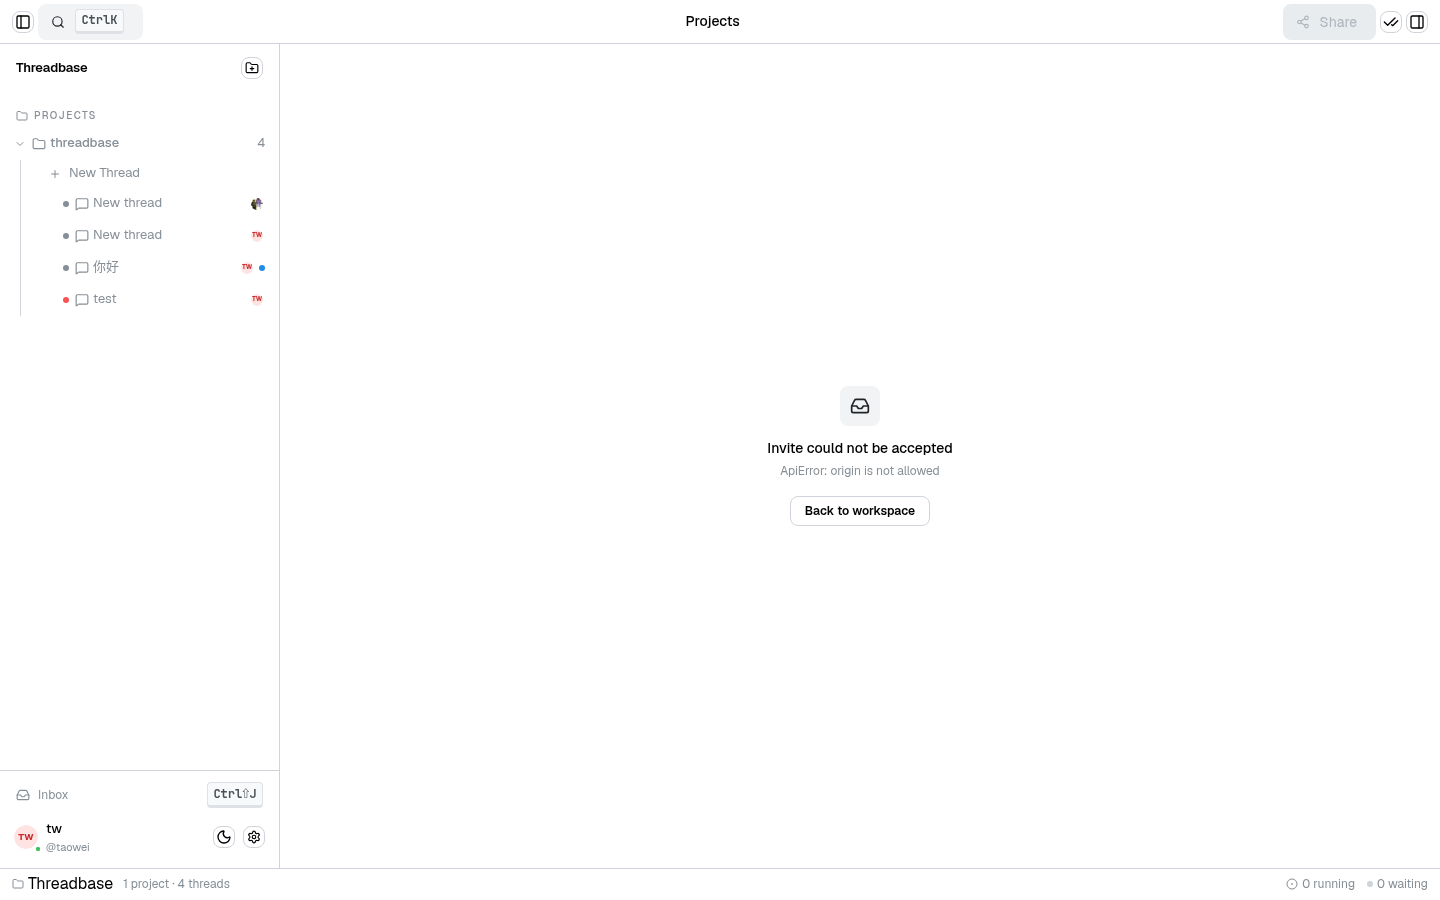 CtrlK
Projects
Share
Threadbase
PROJECTS
threadbase 4
New Thread
New thread
New thread TW
你好 TW
test TW
Invite could not be accepted
ApiError: origin is not allowed
Back to workspace
Inbox Ctrl⇧J
TW tw
@taowei
Threadbase 1 project · 4 threads
0 running 0 waiting